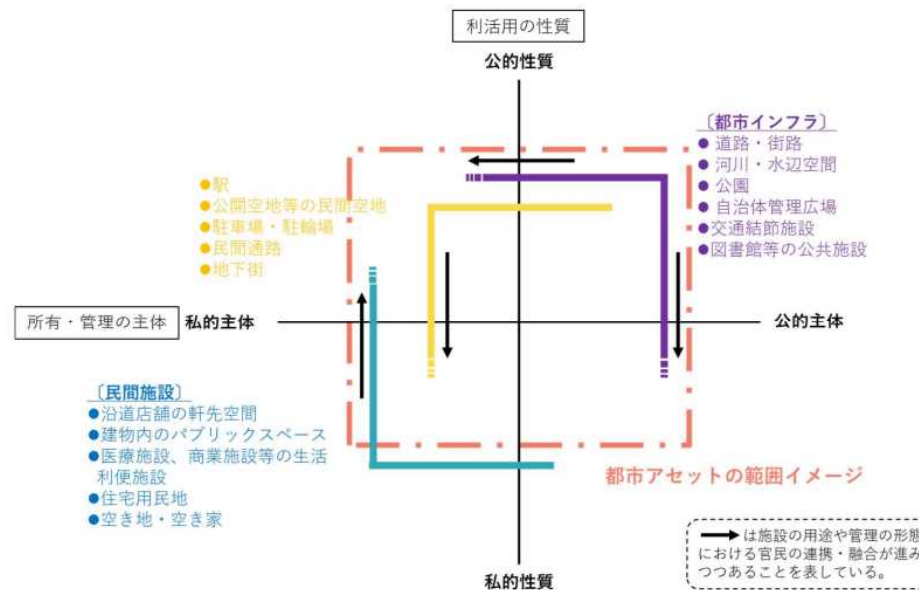 利活用の性質
公的性質
〔都市インフラ〕
● 道路・街路
● 河川・水辺空間
● 公園
● 自治体管理広場
●交通結節施設
●図書館等の公共施設
●駅
●公開空地等の民間空地
●駐車場・駐輪場
●民間通路
●地下街
所有・管理の主体
私的主体
公的主体
〔民間施設〕
●沿道店舗の軒先空間
●建物内のパブリックスペース
●医療施設、商業施設等の生活
利便施設
●住宅用民地
●空き地・空き家
都市アセットの範囲イメージ
は施設の用途や管理の形態
における官民の連携・融合が進み
つつあることを表している。
私的性質